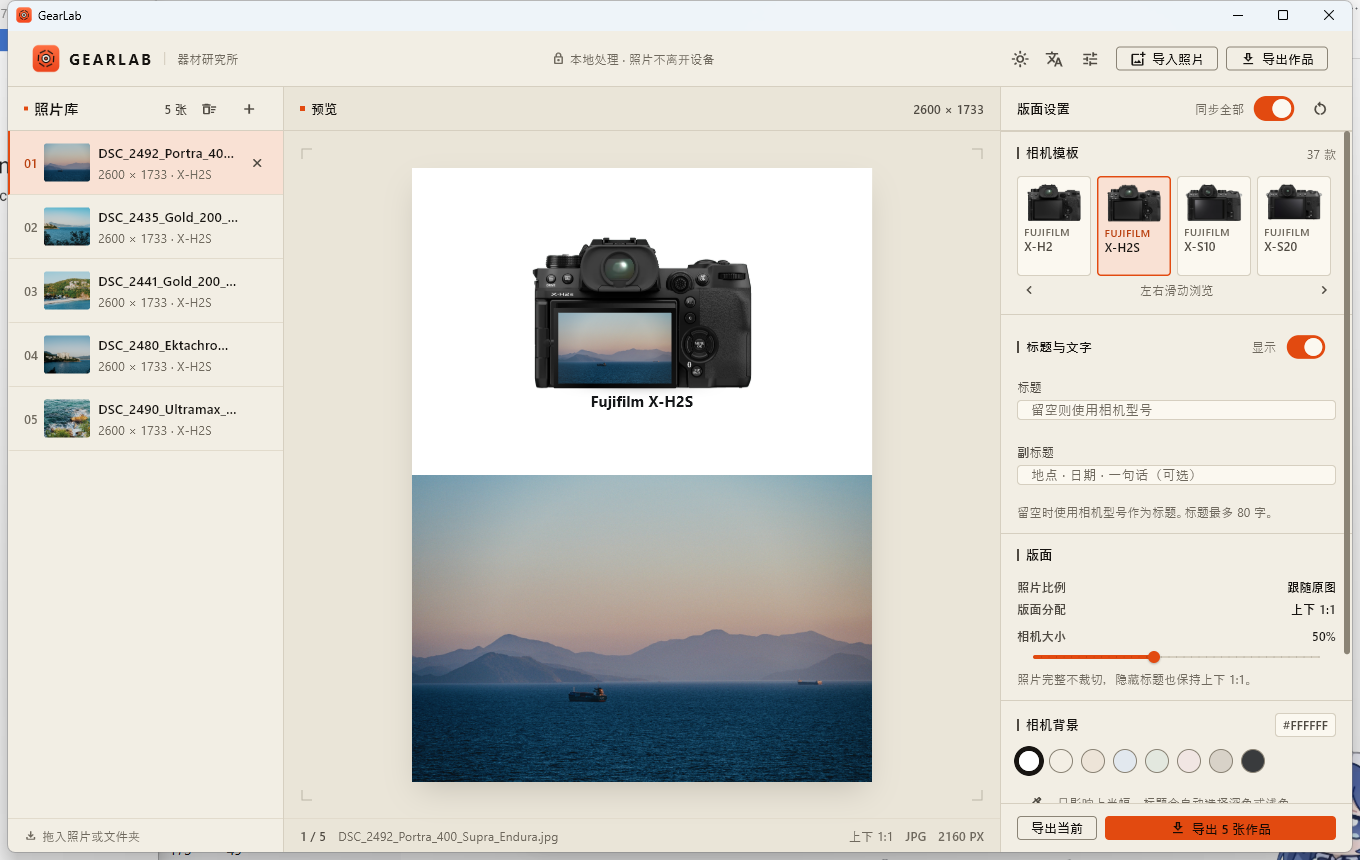 GearLab
GEARLAB
器材研究所
本地处理 · 照片不离开设备
导入照片
导出作品
照片库
5 张
预览
2600 × 1733
版面设置
同步全部
01
DSC_2492_Portra_40...
2600 × 1733 · X-H2S
02
DSC_2435_Gold_200_...
2600 × 1733 · X-H2S
03
DSC_2441_Gold_200_...
2600 × 1733 · X-H2S
04
DSC_2480_Ektachro...
2600 × 1733 · X-H2S
05
DSC_2490_Ultramax_...
2600 × 1733 · X-H2S
拖入照片或文件夹
X-H2S
Fujifilm X-H2S
1 / 5
DSC_2492_Portra_400_Supra_Endura.jpg
上下 1:1
JPG
2160 PX
相机模板
37 款
FUJIFILM
X-H2
FUJIFILM
X-H2S
FUJIFILM
X-S10
FUJIFILM
X-S20
左右滑动浏览
标题与文字
显示
标题
留空则使用相机型号
副标题
地点 · 日期 · 一句话（可选）
留空时使用相机型号作为标题。标题最多 80 字。
版面
照片比例
跟随原图
版面分配
上下 1:1
相机大小
50%
照片完整不裁切，隐藏标题也保持上下 1:1。
相机背景
#FFFFFF
导出当前
导出 5 张作品